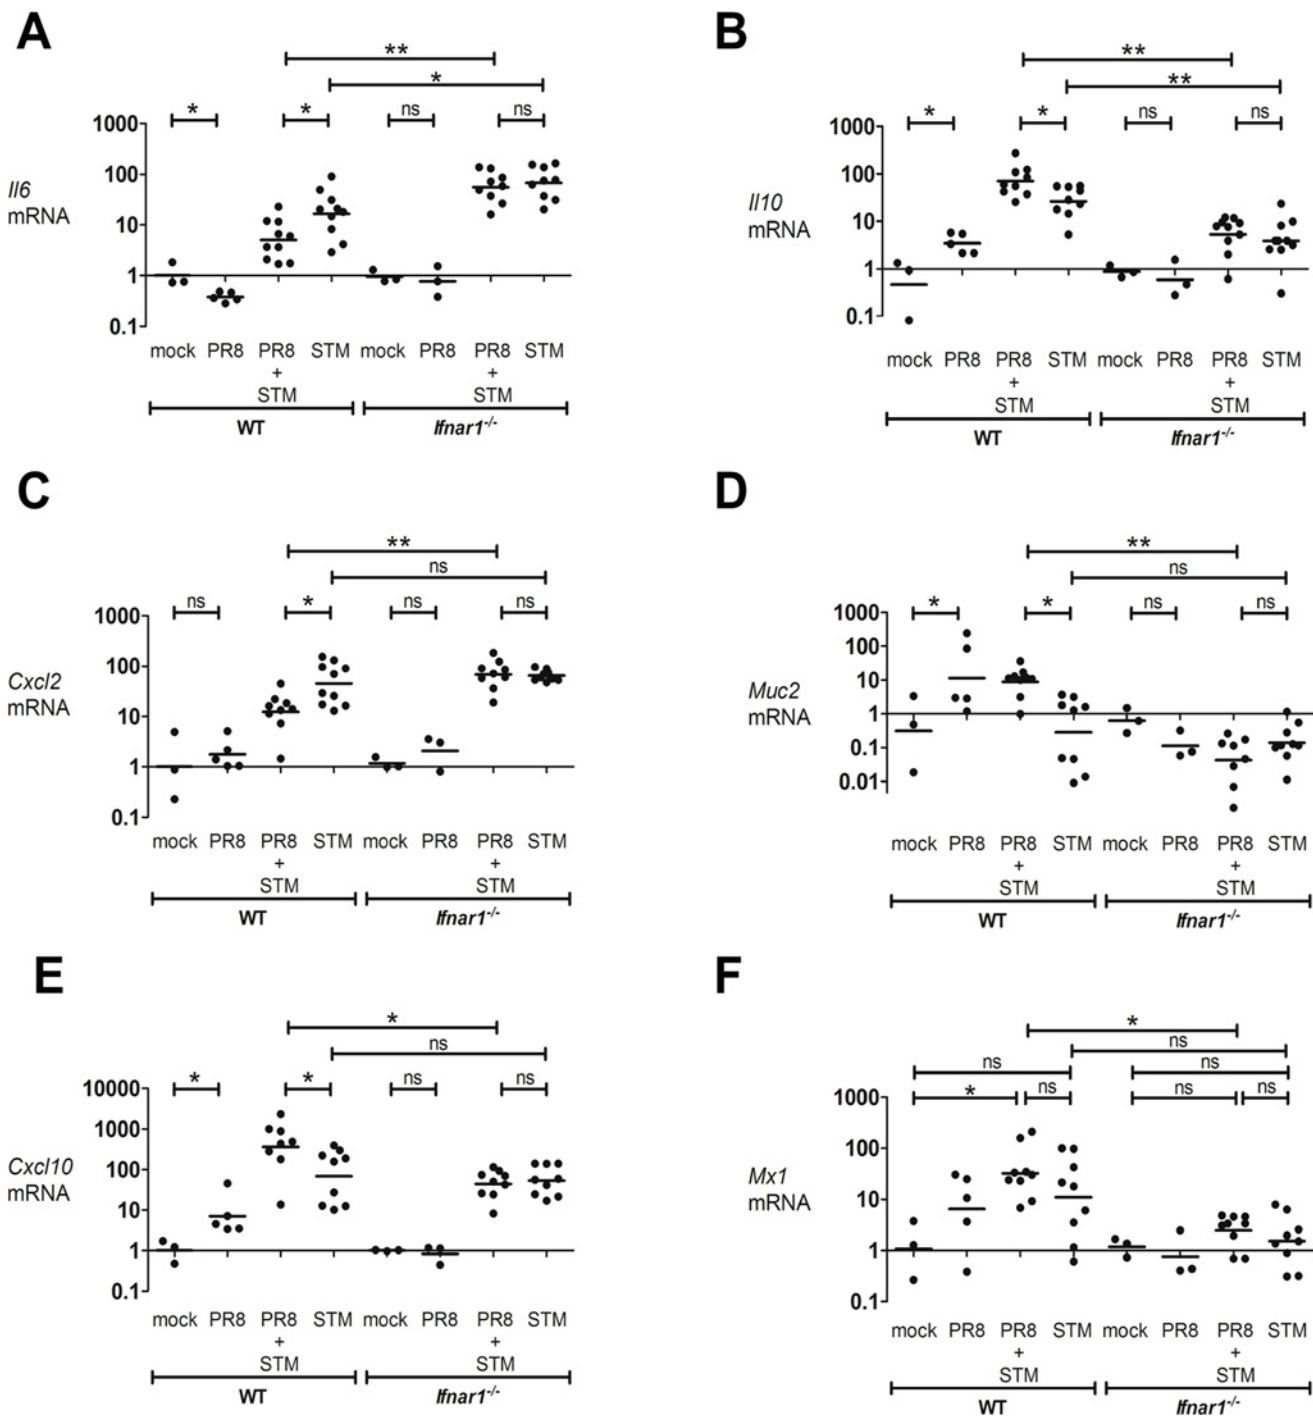 A
** 
*
* * ns ns
1000
100
10
1
0.1
Il6
mRNA
mock PR8 PR8 STM mock PR8 PR8 STM
+ +
STM STM
WT Ifnar1-/-
B
**
**
* * ns ns
1000
100
10
1
0.1
Il10
mRNA
mock PR8 PR8 STM mock PR8 PR8 STM
+ +
STM STM
WT Ifnar1-/-
C
**
ns
ns * ns ns
1000
100
10
1
0.1
Cxcl2
mRNA
mock PR8 PR8 STM mock PR8 PR8 STM
+ +
STM STM
WT Ifnar1-/-
D
**
ns
* * ns ns
1000
100
10
1
0.1
0.01
Muc2
mRNA
mock PR8 PR8 STM mock PR8 PR8 STM
+ +
STM STM
WT Ifnar1-/-
E
*
ns
* * ns ns
10000
1000
100
10
1
0.1
Cxcl10
mRNA
mock PR8 PR8 STM mock PR8 PR8 STM
+ +
STM STM
WT Ifnar1-/-
F
*
ns
ns ns
* ns ns ns
1000
100
10
1
0.1
Mx1
mRNA
mock PR8 PR8 STM mock PR8 PR8 STM
+ +
STM STM
WT Ifnar1-/-